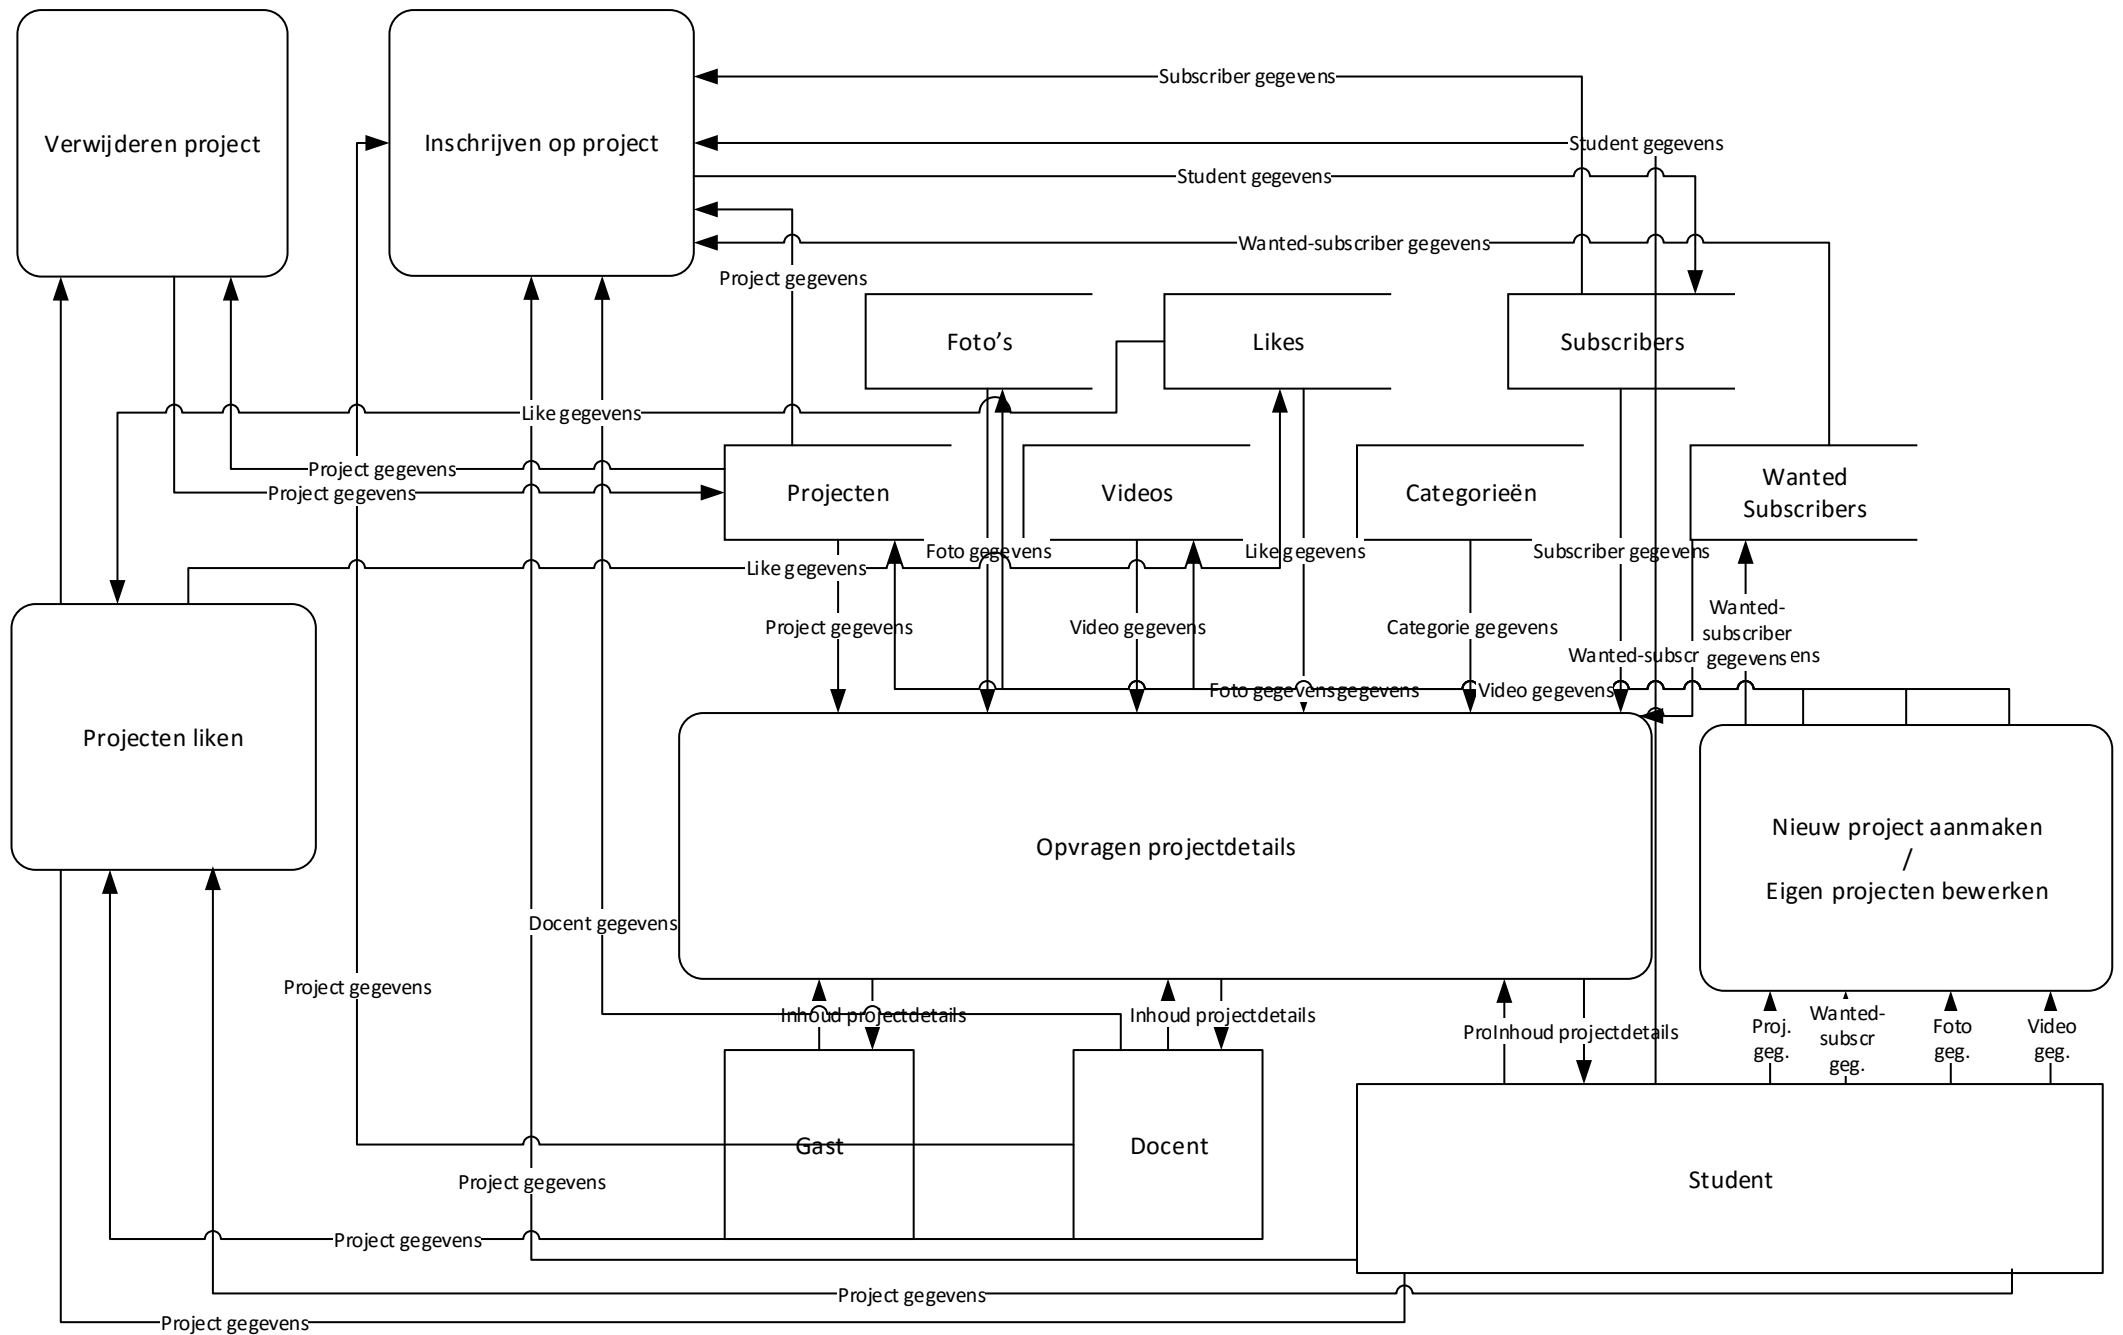 Subscriber gegevens
Verwijderen project
Inschrijven op project
Student gegevens
Student gegevens
Wanted-subscriber gegevens
Project gegevens
Foto's
Likes
Subscribers
Like gegevens
Project gegevens
Project gegevens
Projecten
Videos
Categorieën
Wanted
Subscribers
Foto gegevens
Like gegevens
Subscriber gegevens
Like gegevens
Project gegevens
Video gegevens
Categorie gegevens
Wanted-
subscriber
gegevens
Wanted-subscr
ens
Foto gegevens
gegevens
Video gegevens
Projecten liken
Opvragen projectdetails
Nieuw project aanmaken
/
Eigen projecten bewerken
Docent gegevens
Project gegevens
Inhoud projectdetails
Inhoud projectdetails
Pro
Inhoud projectdetails
Proj.
geg.
Wanted-
subscr
geg.
Foto
geg.
Video
geg.
Gast
Docent
Student
Project gegevens
Project gegevens
Project gegevens
Project gegevens